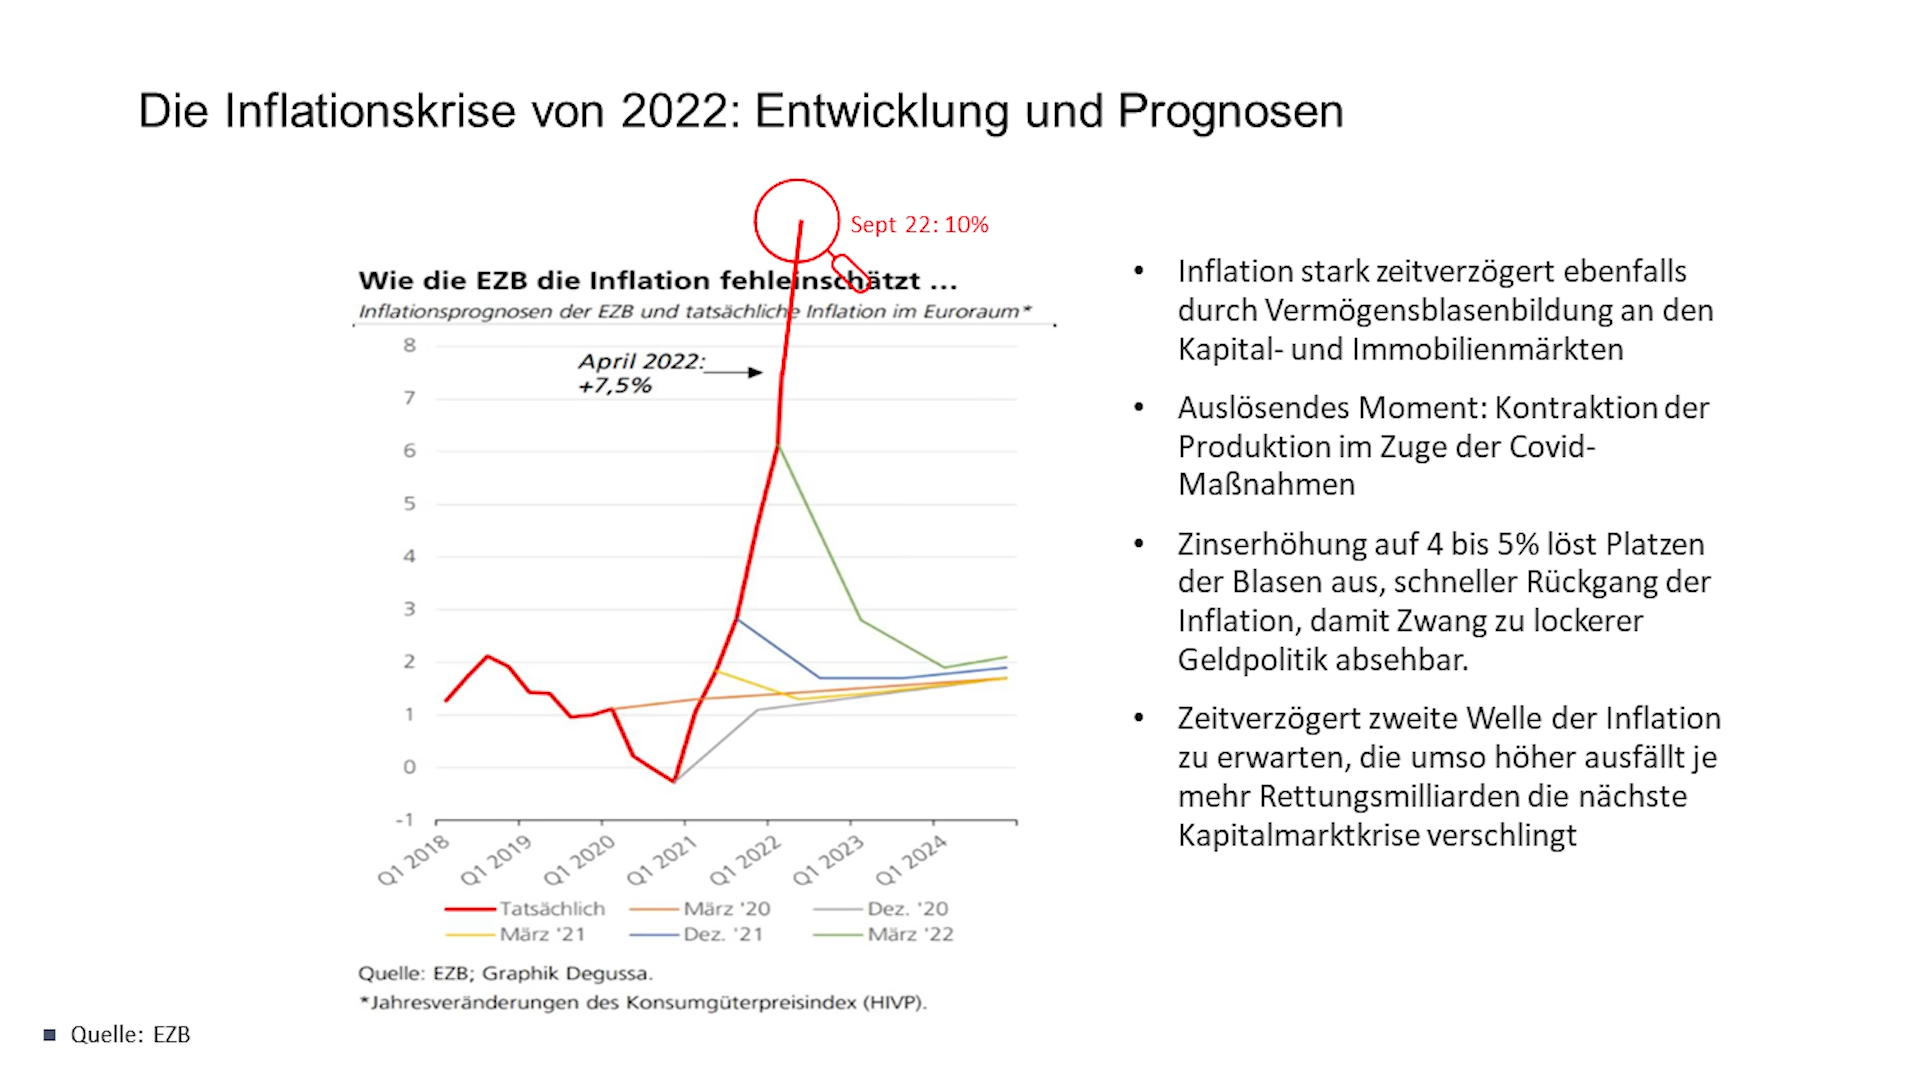 Die Inflationskrise von 2022: Entwicklung und Prognosen
Sept 22: 10%
Wie die EZB die Inflation fehleinschätzt ...
Inflationsprognosen der EZB und tatsächliche Inflation im Euroraum*
8
April 2022:
+7,5%
7
6
5
4
3
2
1
0
-1
Q1 2018
Q1 2019
Q1 2020
Q1 2021
Q1 2022
Q1 2023
Q1 2024
Tatsächlich
März '20
Dez. '20
März '21
Dez. '21
März '22
Quelle: EZB; Graphik Degussa.
*Jahresveränderungen des Konsumgüterpreisindex (HIVP).
• Inflation stark zeitverzögert ebenfalls
durch Vermögensblasenbildung an den
Kapital- und Immobilienmärkten
• Auslösendes Moment: Kontraktion der
Produktion im Zuge der Covid-
Maßnahmen
• Zinserhöhung auf 4 bis 5% löst Platzen
der Blasen aus, schneller Rückgang der
Inflation, damit Zwang zu lockerer
Geldpolitik absehbar.
• Zeitverzögert zweite Welle der Inflation
zu erwarten, die umso höher ausfällt je
mehr Rettungsmilliarden die nächste
Kapitalmarktkrise verschlingt
Quelle: EZB